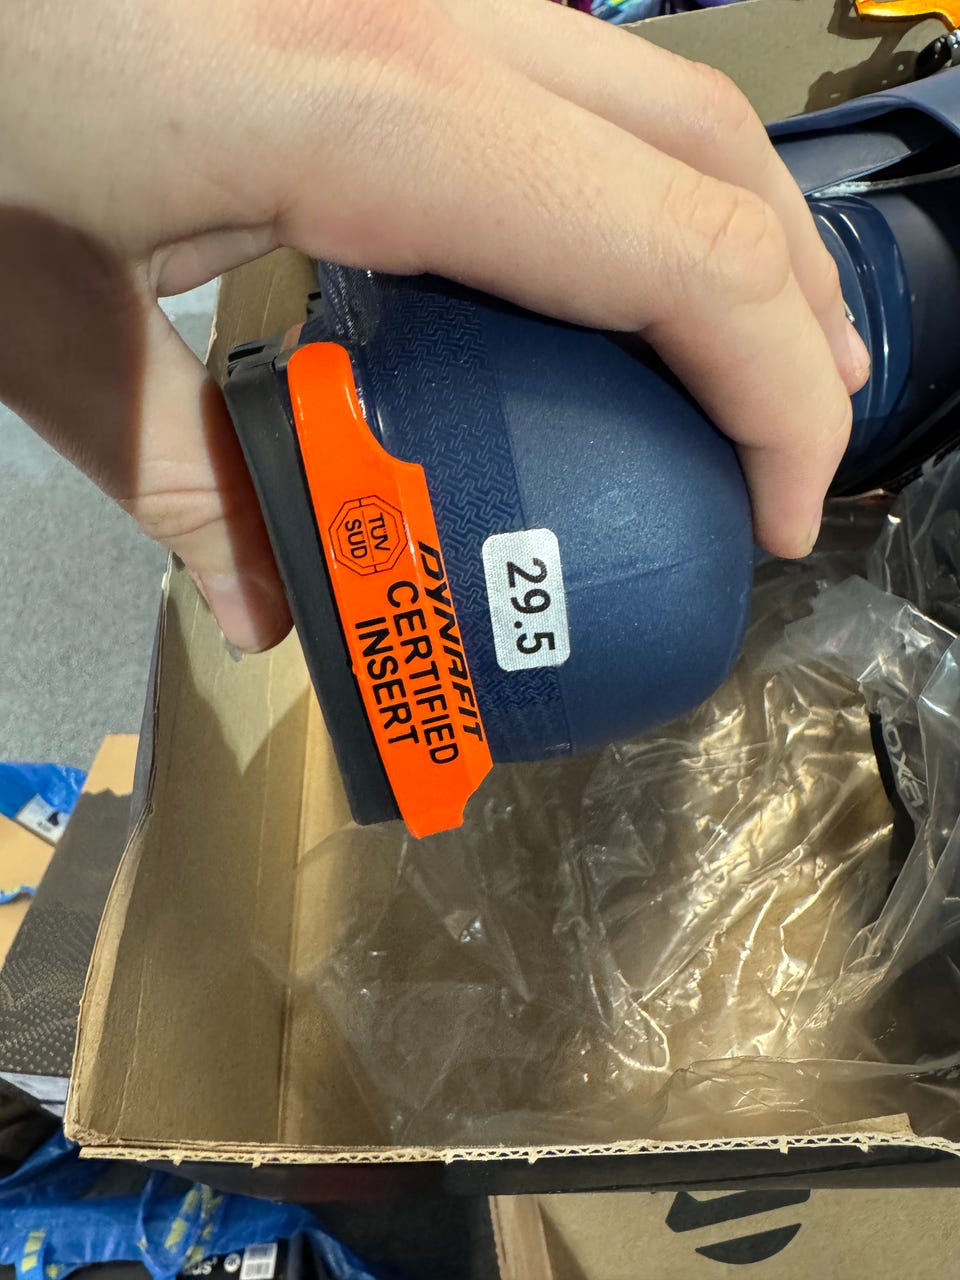 TÜV
SÜD
DYNAFIT
CERTIFIED
INSERT
29.5